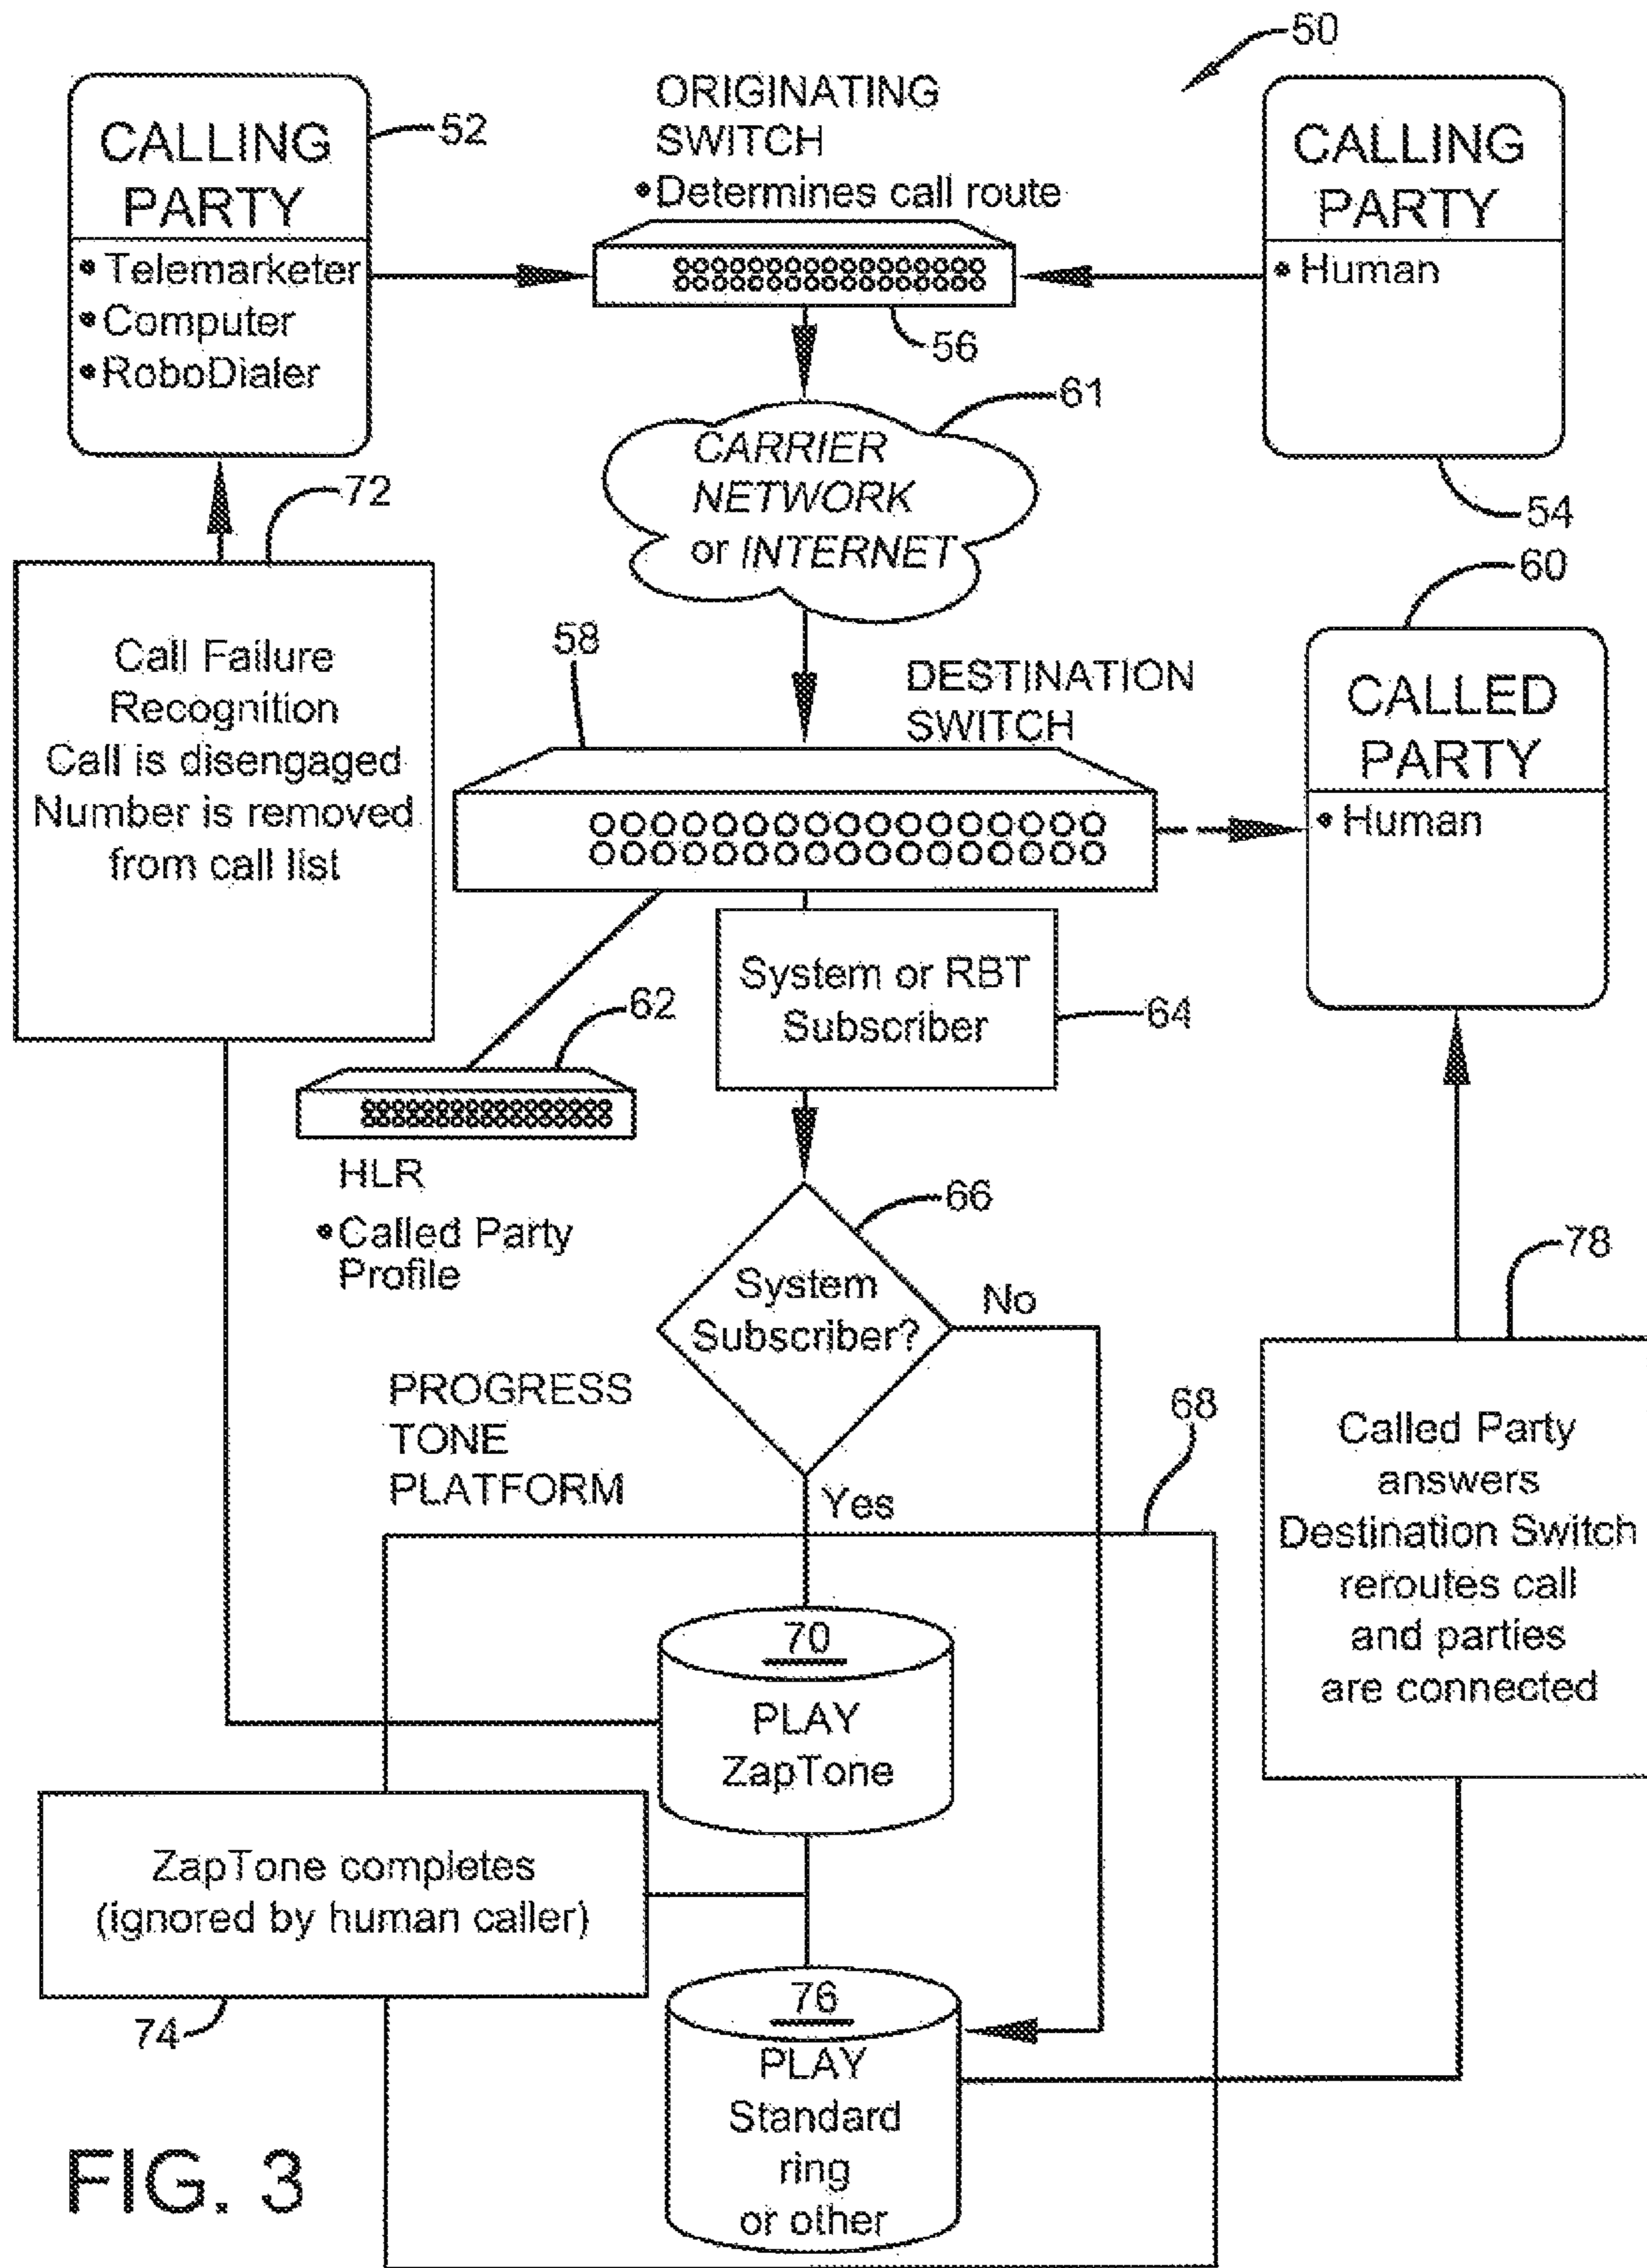 50
CALLING
PARTY
• Telemarketer
• Computer
• RoboDialer
52
ORIGINATING
SWITCH
• Determines call route
56
CALLING
PARTY
• Human
54
61
CARRIER
NETWORK
or INTERNET
72
Call Failure
Recognition
Call is disengaged
Number is removed
from call list
58
DESTINATION
SWITCH
60
CALLED
PARTY
• Human
System or RBT
Subscriber
64
62
HLR
• Called Party
Profile
66
System
Subscriber?
No
Yes
PROGRESS
TONE
PLATFORM
68
78
Called Party
answers
Destination Switch
reroutes call
and parties
are connected
70
PLAY
ZapTone
ZapTone completes
(ignored by human caller)
74
76
PLAY
Standard
ring
or other
FIG. 3